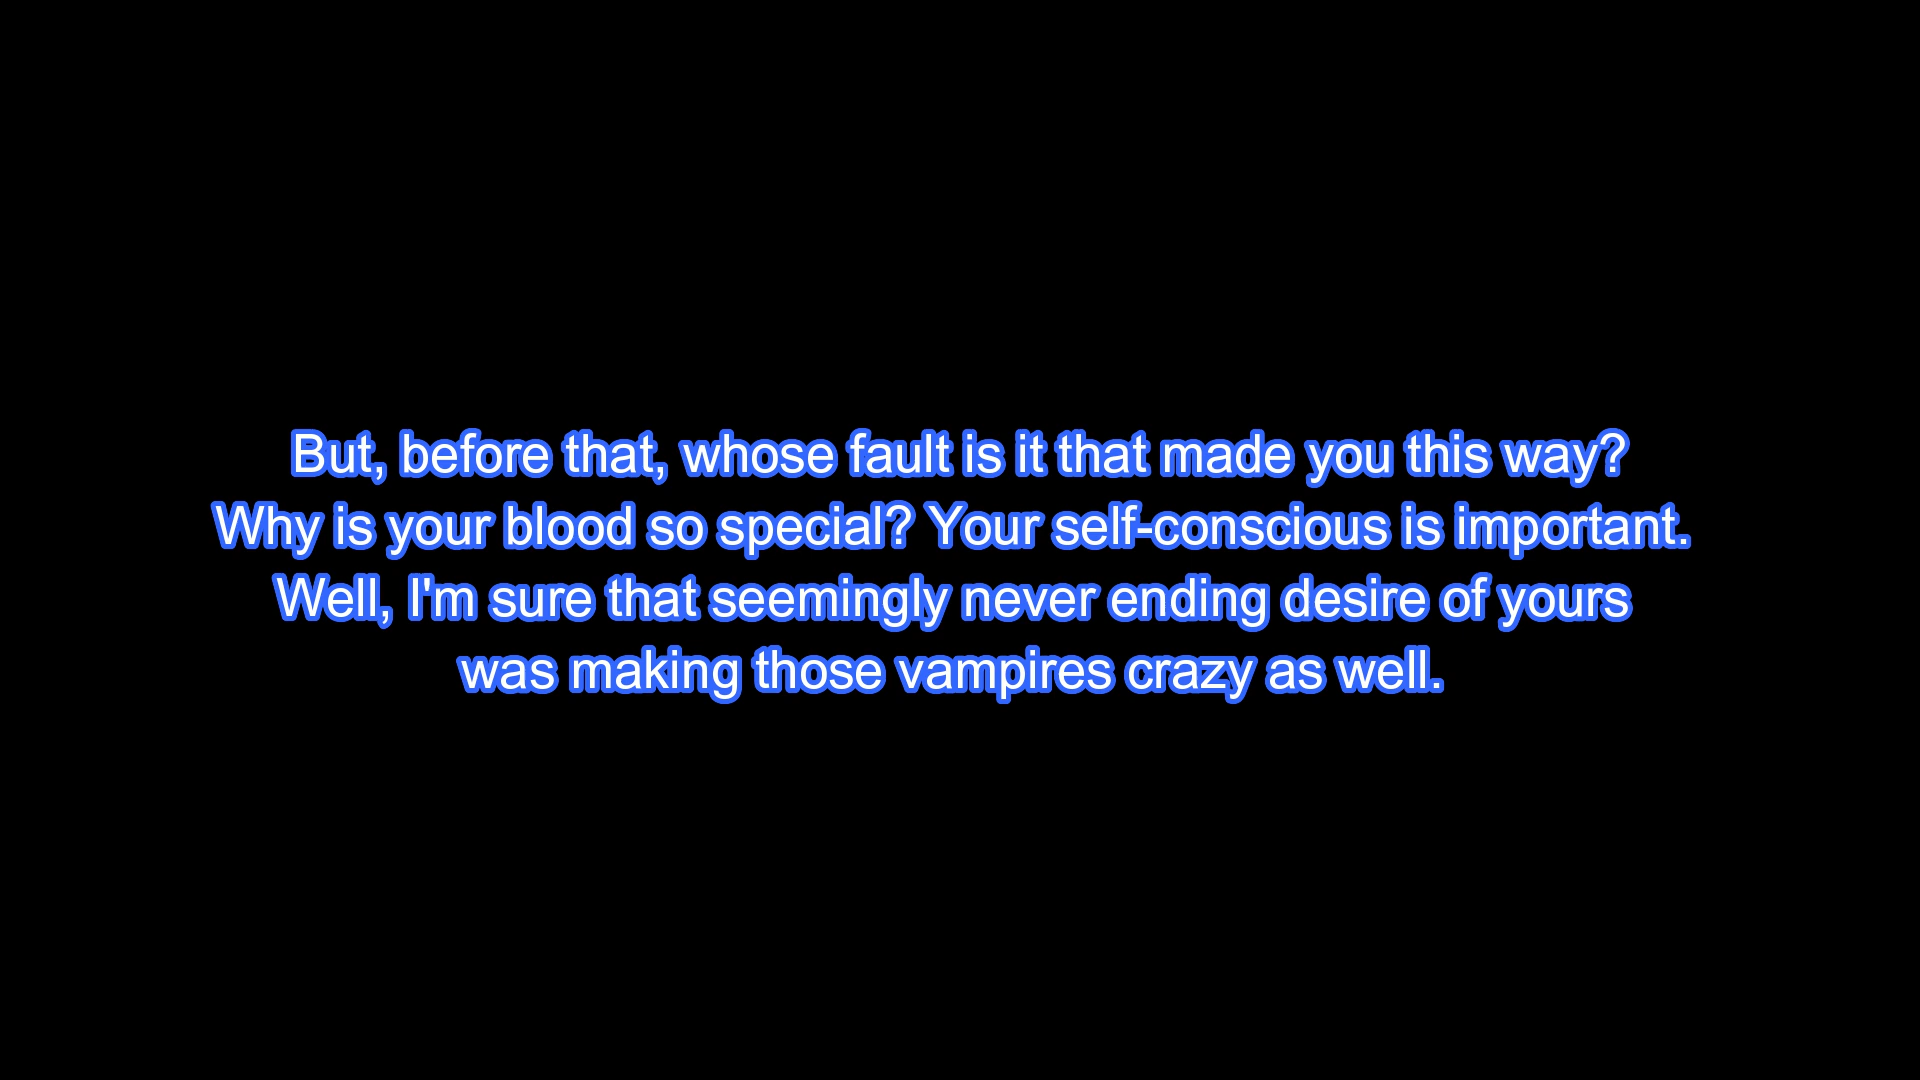 But, before that, whose fault is it that made you this way?
Why is your blood so special? Your self-conscious is important.
Well, I'm sure that seemingly never ending desire of yours
was making those vampires crazy as well.